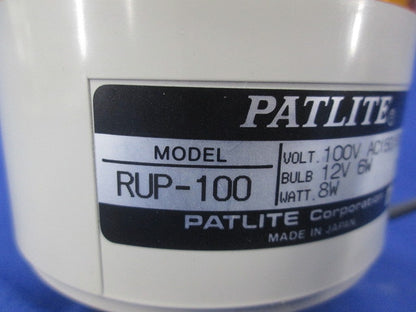 PATLITE®
MODEL
RUP-100
VOLT. 100V AC
BULB 12V 6W
WATT. 8W
PATLITE Corporation
MADE IN JAPAN